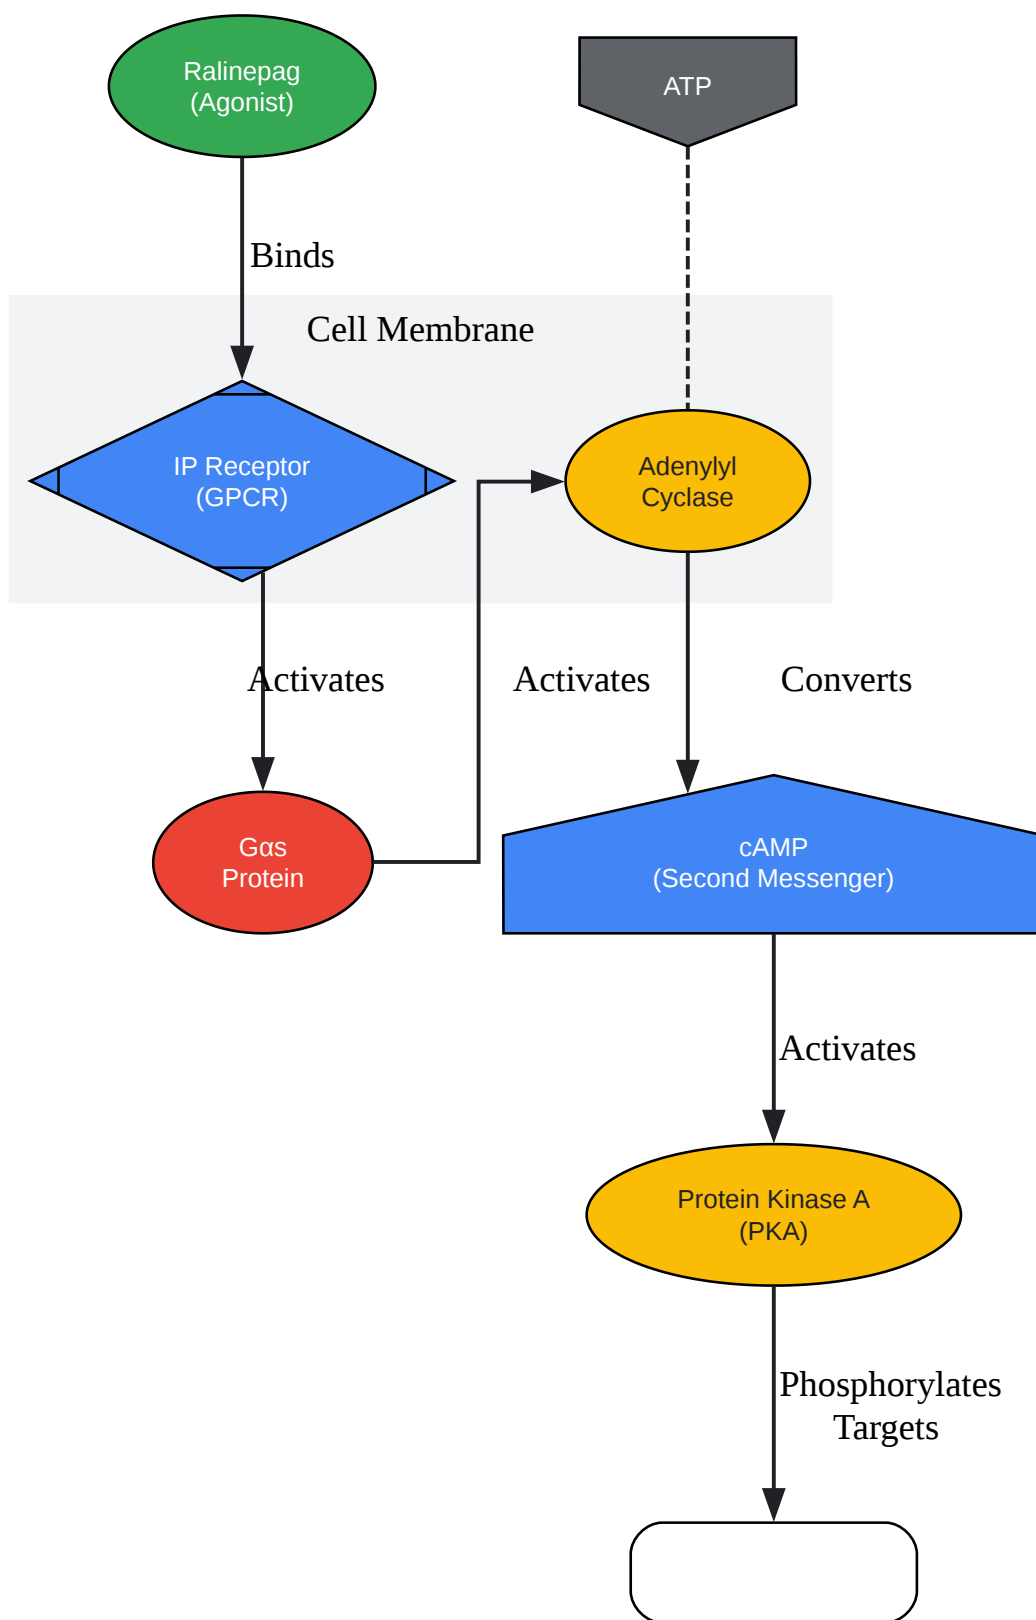 Ralinepag
(Agonist)
ATP
Binds
Cell Membrane
IP Receptor
(GPCR)
Adenylyl
Cyclase
Activates
Activates
Converts
Gαs
Protein
cAMP
(Second Messenger)
Activates
Protein Kinase A
(PKA)
Phosphorylates
Targets